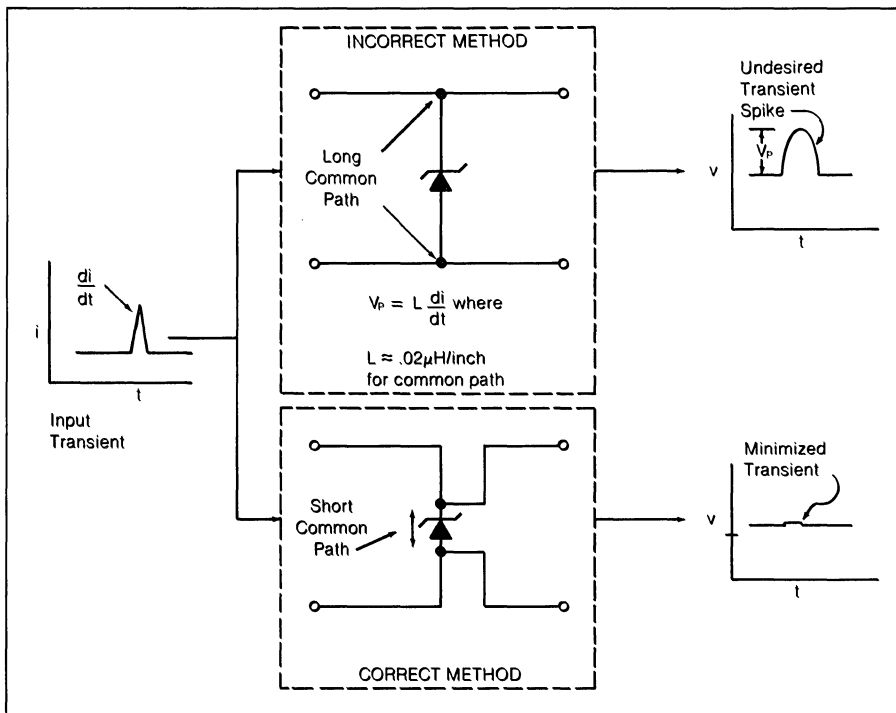 INCORRECT METHOD
Long
Common
Path
V_P = L di/dt where
L ≈ .02µH/inch
for common path
Undesired
Transient
Spike
V_P
v
t
di/dt
i
t
Input
Transient
Short
Common
Path
CORRECT METHOD
Minimized
Transient
v
t